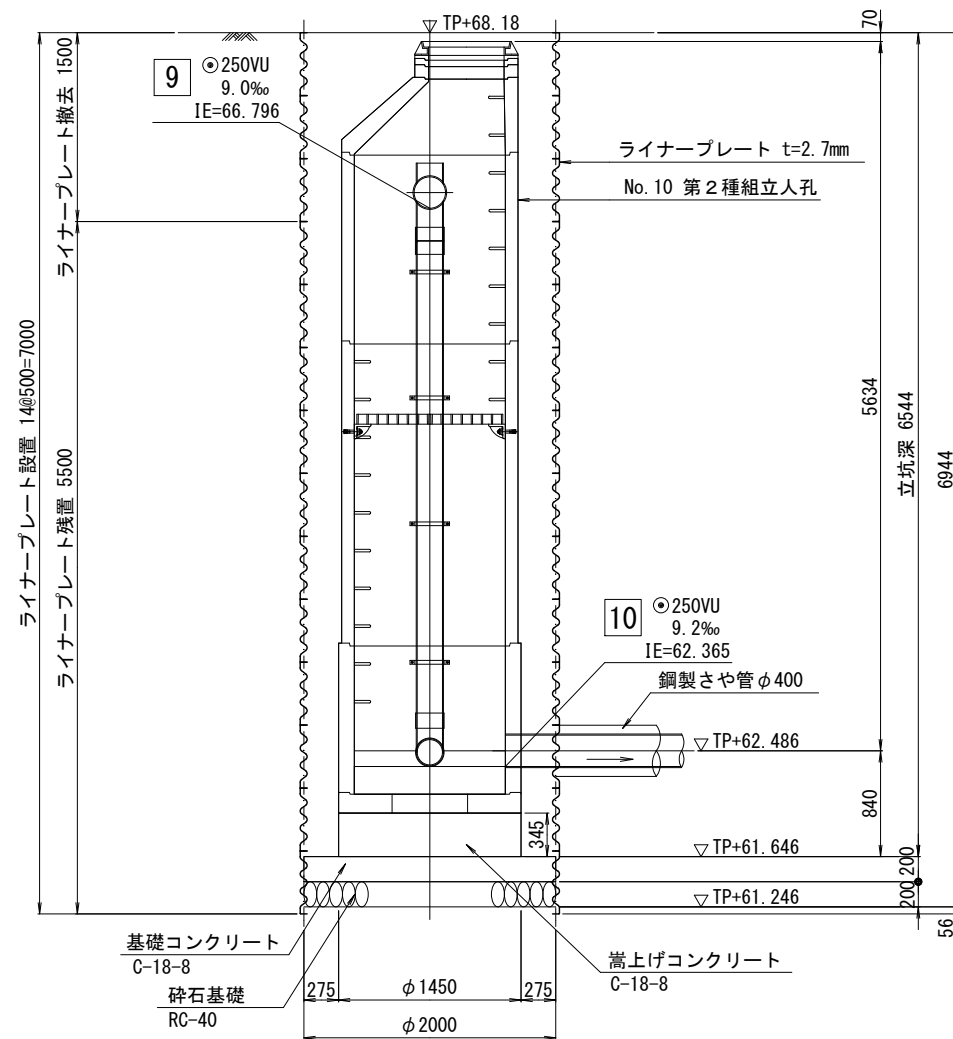 TP+68.18
70
9
250VU
9.0‰
IE=66.796
ライナープレート t=2.7mm
No.10 第2種組立人孔
ライナープレート撤去 1500
ライナープレート設置 14@500=7000
ライナープレート残置 5500
5634
立坑深 6544
6944
10
250VU
9.2‰
IE=62.365
鋼製さや管φ400
TP+62.486
840
345
TP+61.646
200
200
TP+61.246
56
基礎コンクリート
C-18-8
砕石基礎
RC-40
嵩上げコンクリート
C-18-8
275
φ1450
275
φ2000